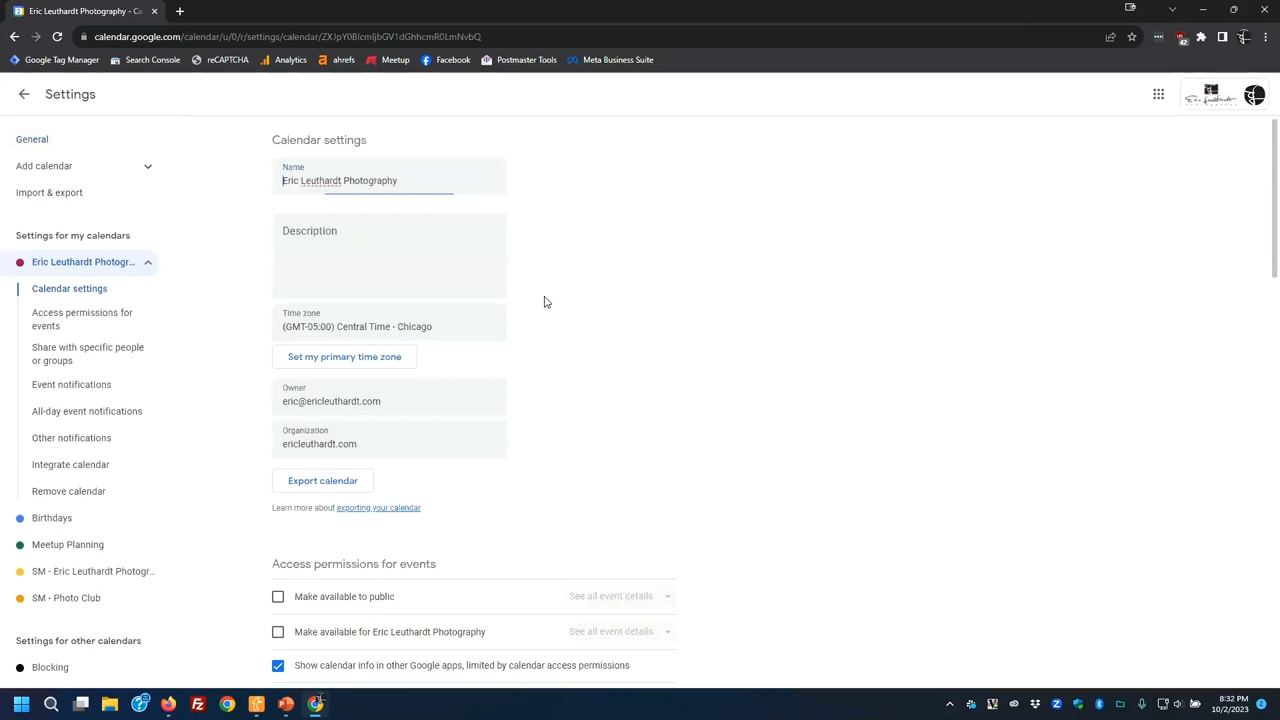 Eric Leuthardt Photography - Ca
calendar.google.com/calendar/u/0/r/settings/calendar/ZXJpY0BlcmljbGV1dGhhcmR0LmNvbQ
Google Tag Manager Search Console reCAPTCHA Analytics ahrefs Meetup Facebook Postmaster Tools Meta Business Suite
42
Settings
General
Add calendar
Import & export
Settings for my calendars
Eric Leuthardt Photogr...
Calendar settings
Access permissions for
events
Share with specific people
or groups
Event notifications
All-day event notifications
Other notifications
Integrate calendar
Remove calendar
Birthdays
Meetup Planning
SM - Eric Leuthardt Photogr...
SM - Photo Club
Settings for other calendars
Blocking
Calendar settings
Name
Eric Leuthardt Photography
Description
Time zone
(GMT-05:00) Central Time - Chicago
Set my primary time zone
Owner
eric@ericleuthardt.com
Organization
ericleuthardt.com
Export calendar
Learn more about exporting your calendar
Access permissions for events
Make available to public See all event details
Make available for Eric Leuthardt Photography See all event details
Show calendar info in other Google apps, limited by calendar access permissions
8:32 PM
10/2/2023